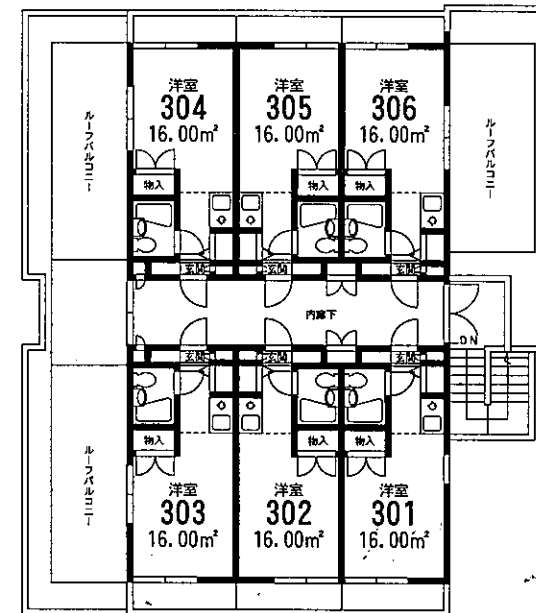 洋室
304
16.00m²
洋室
305
16.00m²
洋室
306
16.00m²
ルーフバルコニー
ルーフバルコニー
物入
物入
物入
玄関
玄関
玄関
内廊下
DN
玄関
玄関
玄関
物入
物入
物入
ルーフバルコニー
洋室
303
16.00m²
洋室
302
16.00m²
洋室
301
16.00m²